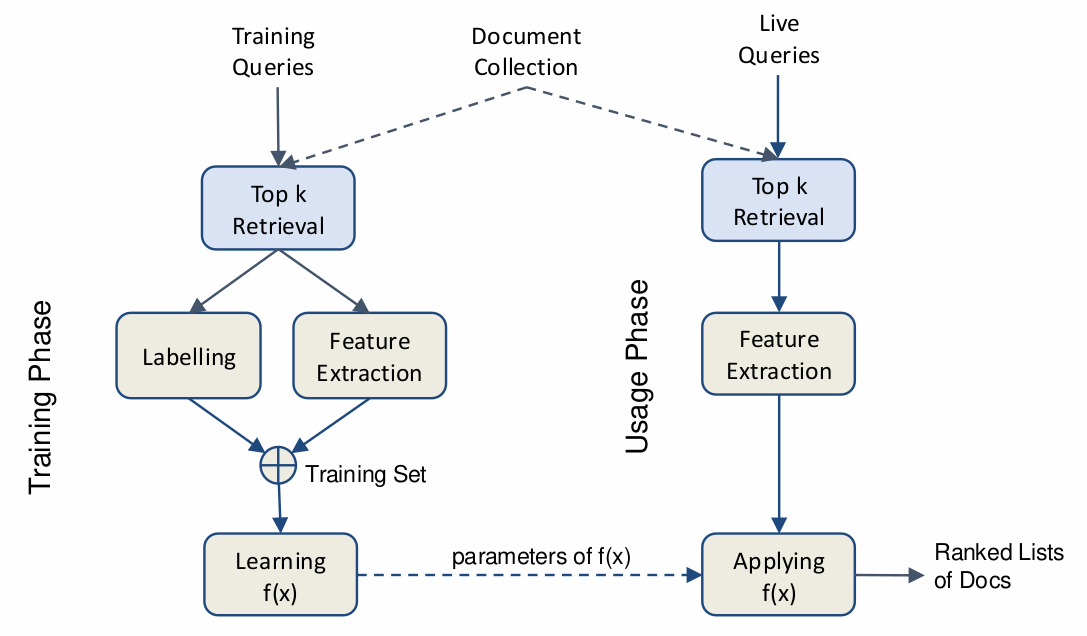 Training
Queries
Document
Collection
Live
Queries
Top k
Retrieval
Top k
Retrieval
Training Phase
Labelling
Feature
Extraction
Usage Phase
Feature
Extraction
Training Set
Learning
f(x)
parameters of f(x)
Applying
f(x)
Ranked Lists
of Docs